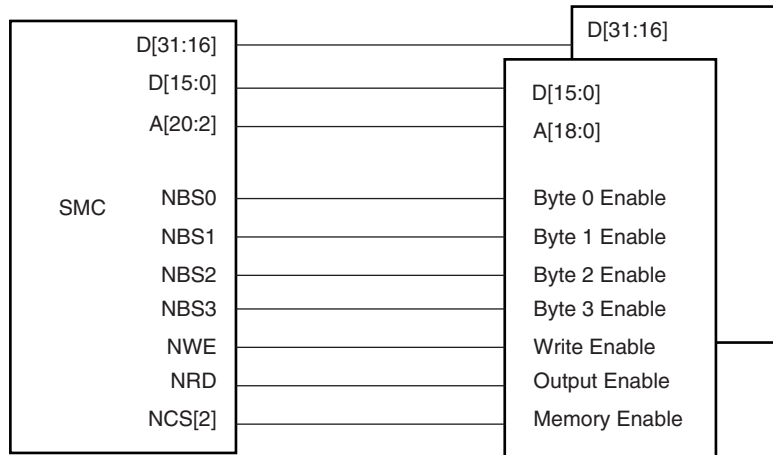 D[31:16] D[31:16]
D[15:0] D[15:0]
A[20:2] A[18:0]
SMC
NBS0 Byte 0 Enable
NBS1 Byte 1 Enable
NBS2 Byte 2 Enable
NBS3 Byte 3 Enable
NWE Write Enable
NRD Output Enable
NCS[2] Memory Enable